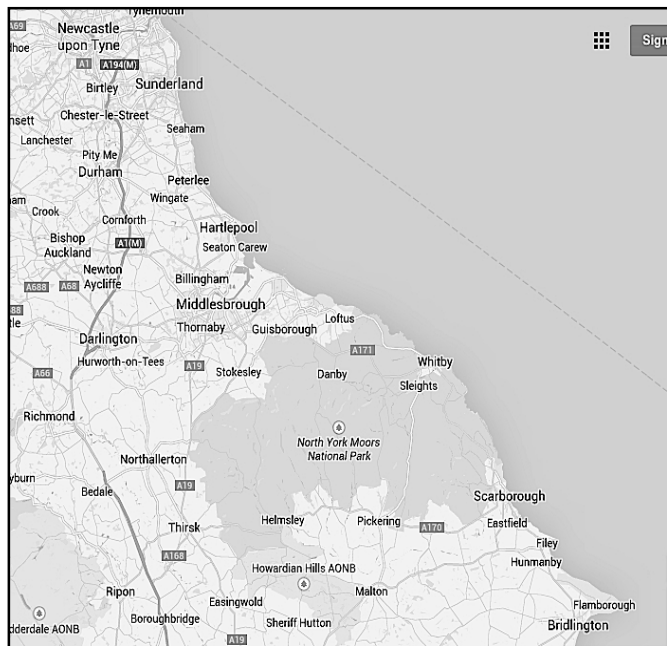 Tynemouth
A69
Newcastle
upon Tyne
Sign
A1
A194(M)
Birtley
Sunderland
Chester-le-Street
Seaham
Lanchester
Pity Me
Durham
Peterlee
Wingate
Crook
Cornforth
Hartlepool
Bishop
Auckland
A1(M)
Seaton Carew
Newton
Aycliffe
Billingham
A688
A68
Middlesbrough
Loftus
Thornaby
Guisborough
Darlington
A171
Hurworth-on-Tees
Whitby
A66
A19
Stokesley
Danby
Sleights
Richmond
North York Moors
National Park
Northallerton
A19
Bedale
Scarborough
Thirsk
Helmsley
Pickering
A170
Eastfield
A168
Filey
Howardian Hills AONB
Hunmanby
Ripon
Malton
Easingwold
Flamborough
Boroughbridge
Sheriff Hutton
Bridlington
dderdale AONB
A19